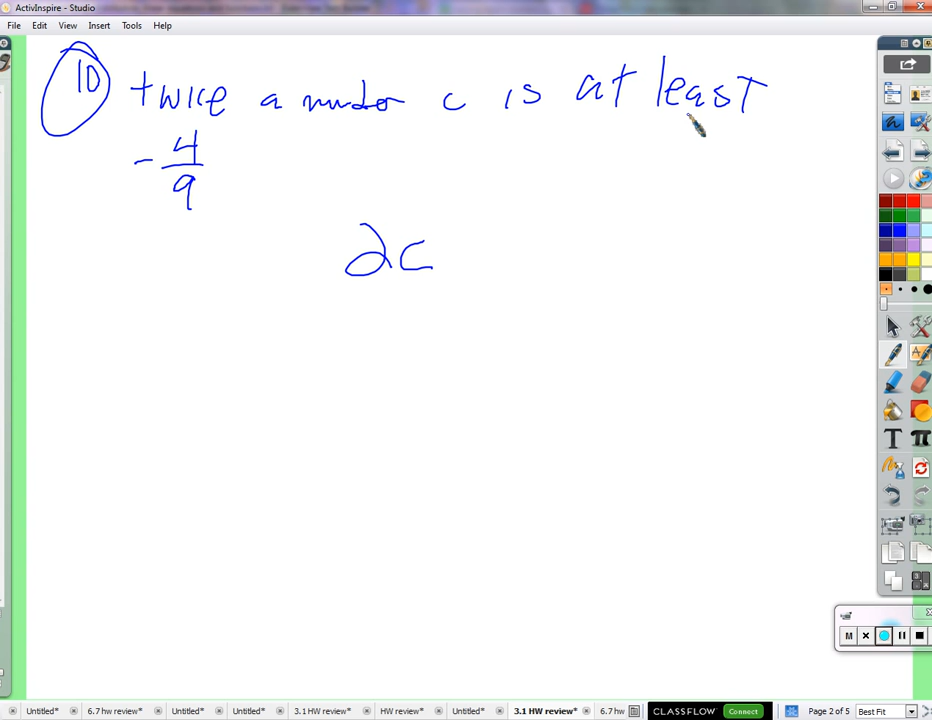 ActivInspire - Studio
File Edit View Insert Tools Help
10 twice a number c is at least
- 4/9
2c
M
Untitled* Untitled* 6.7 hw review* Untitled* Untitled* 3.1 HW review* HW review* Untitled* 3.1 HW review* 6.7 hw CLASSFLOW Connect Page 2 of 5 Best Fit